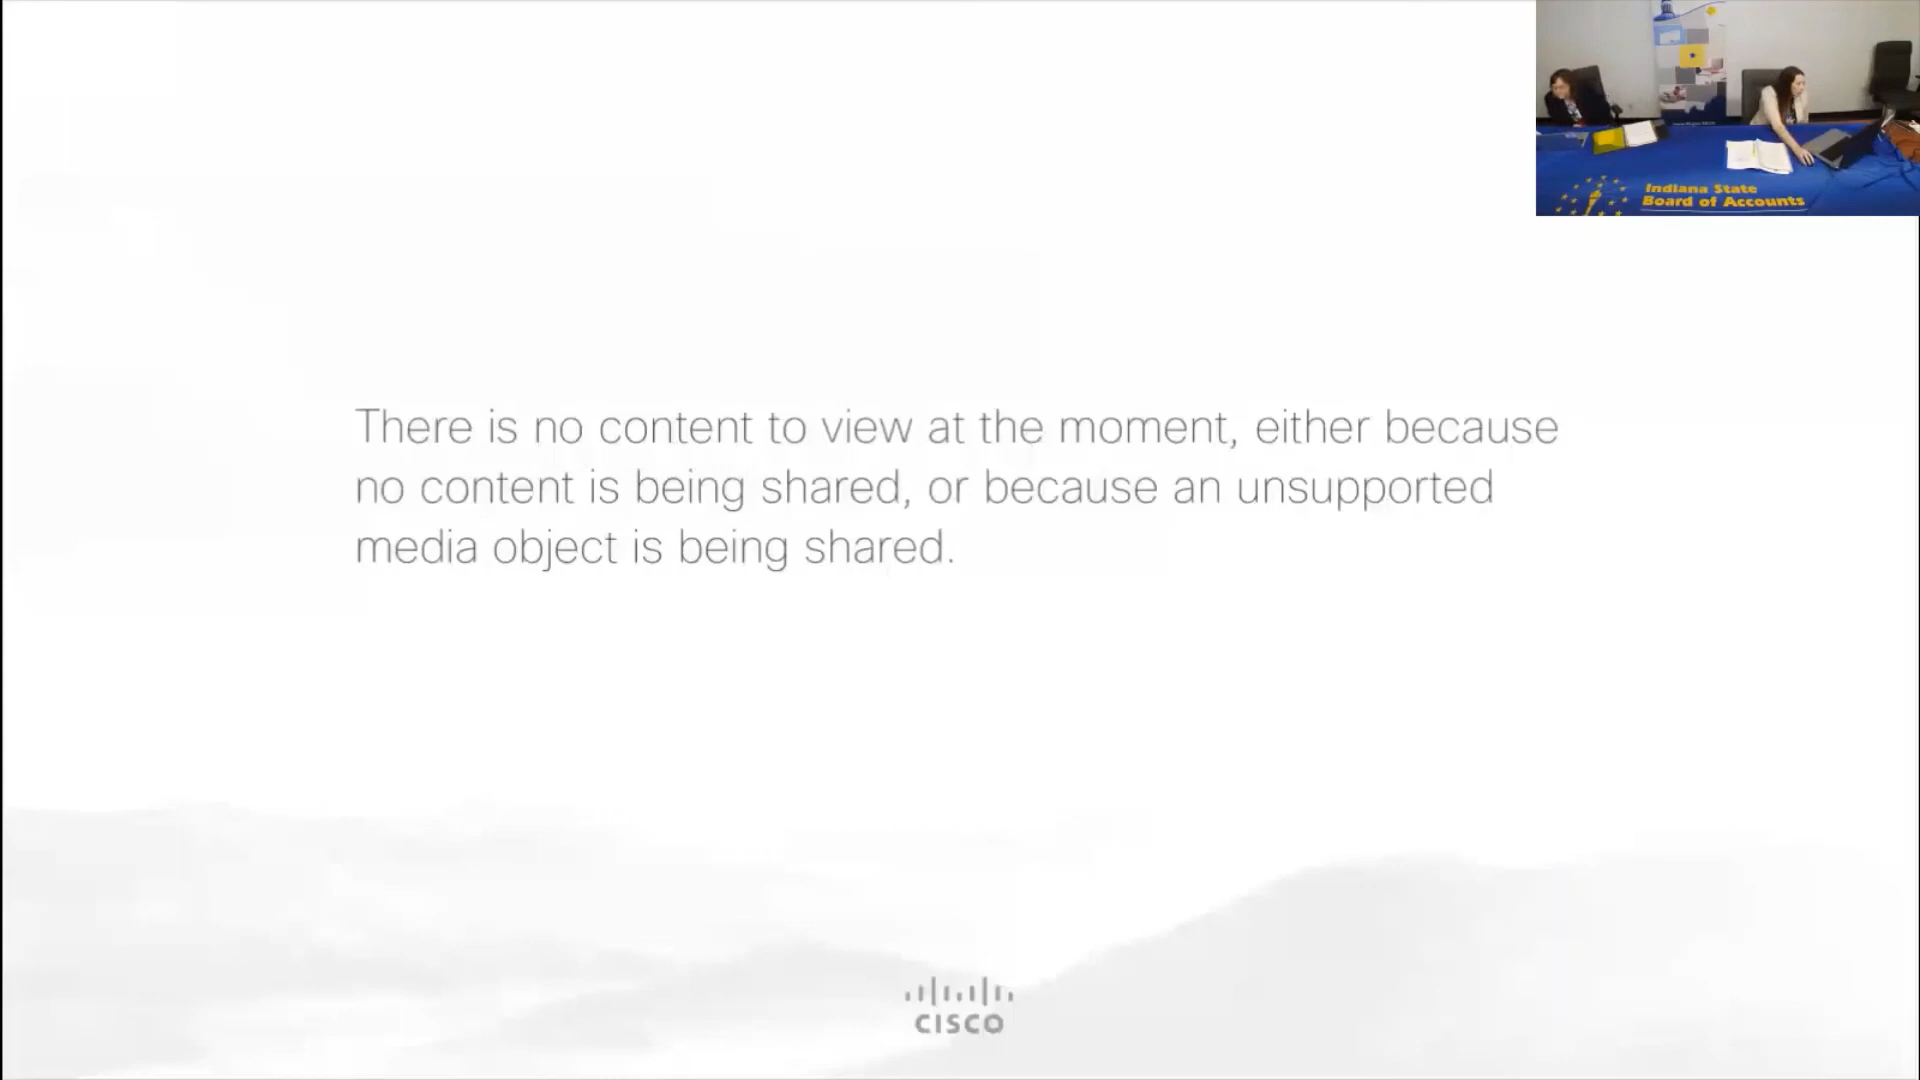 Indiana State
Board of Accounts
There is no content to view at the moment, either because
no content is being shared, or because an unsupported
media object is being shared.
CISCO